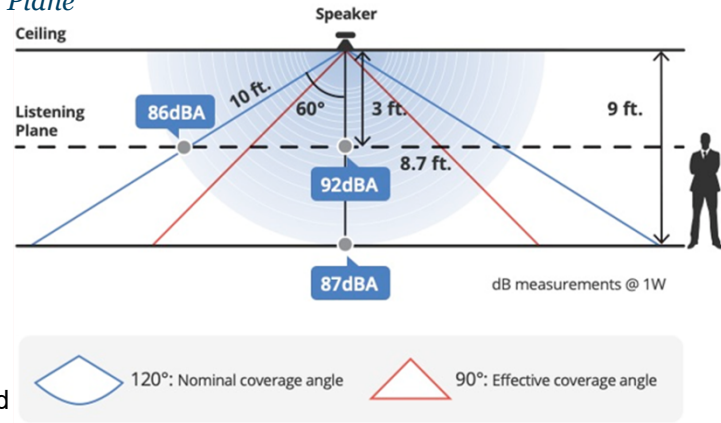 Plane
Speaker
Ceiling
10 ft.
60°
3 ft.
9 ft.
Listening
Plane
86dBA
8.7 ft.
92dBA
87dBA
dB measurements @ 1W
120°: Nominal coverage angle
90°: Effective coverage angle
d